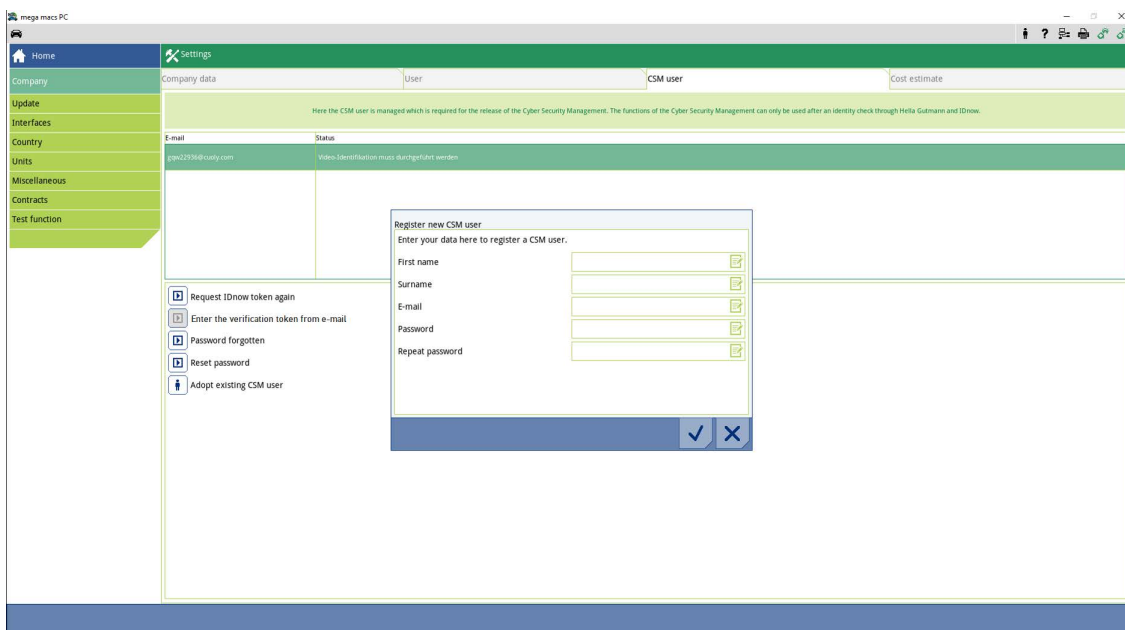 mega macs PC
Home
Settings
Company
Company data
User
CSM user
Cost estimate
Update
Interfaces
Country
Units
Miscellaneous
Contracts
Test function
Here the CSM user is managed which is required for the release of the Cyber Security Management. The functions of the Cyber Security Management can only be used after an identity check through Hella Gutmann and IDnow.
E-mail
Status
gqw22936@cuoly.com
Video-Identifikation muss durchgeführt werden
Register new CSM user
Enter your data here to register a CSM user.
First name
Surname
E-mail
Password
Repeat password
Request IDnow token again
Enter the verification token from e-mail
Password forgotten
Reset password
Adopt existing CSM user